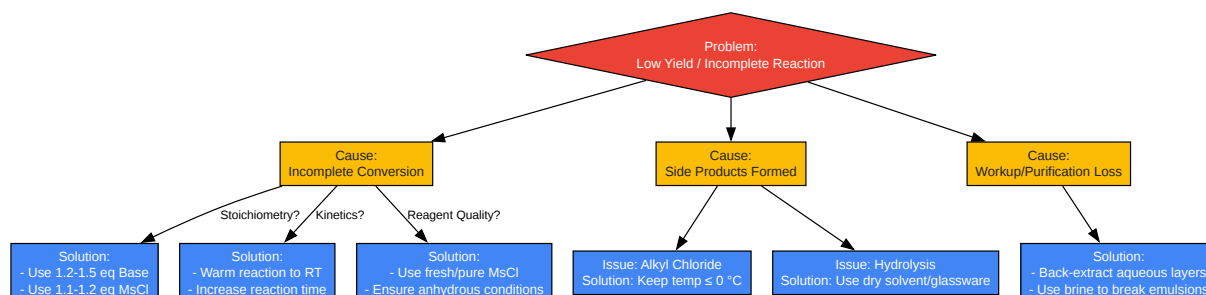 Problem:
Low Yield / Incomplete Reaction
Cause:
Incomplete Conversion
Cause:
Side Products Formed
Cause:
Workup/Purification Loss
Stoichiometry?
Kinetics?
Reagent Quality?
Solution:
- Use 1.2-1.5 eq Base
- Use 1.1-1.2 eq MsCl
Solution:
- Warm reaction to RT
- Increase reaction time
Solution:
- Use fresh/pure MsCl
- Ensure anhydrous conditions
Issue: Alkyl Chloride
Solution: Keep temp ≤ 0 °C
Issue: Hydrolysis
Solution: Use dry solvent/glassware
Solution:
- Back-extract aqueous layers
- Use brine to break emulsions